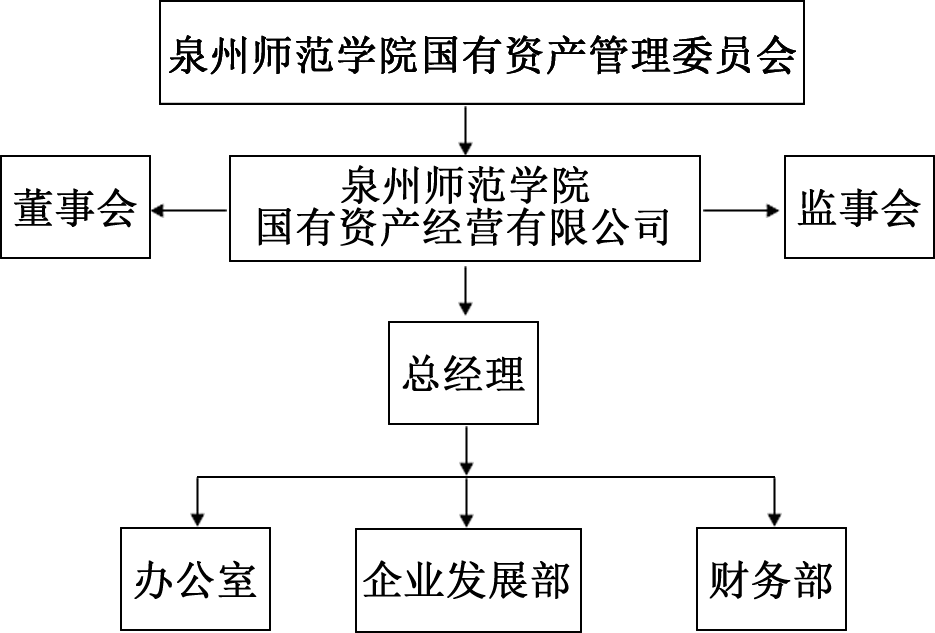 泉州师范学院国有资产管理委员会
董事会
泉州师范学院
国有资产经营有限公司
监事会
总经理
办公室
企业发展部
财务部